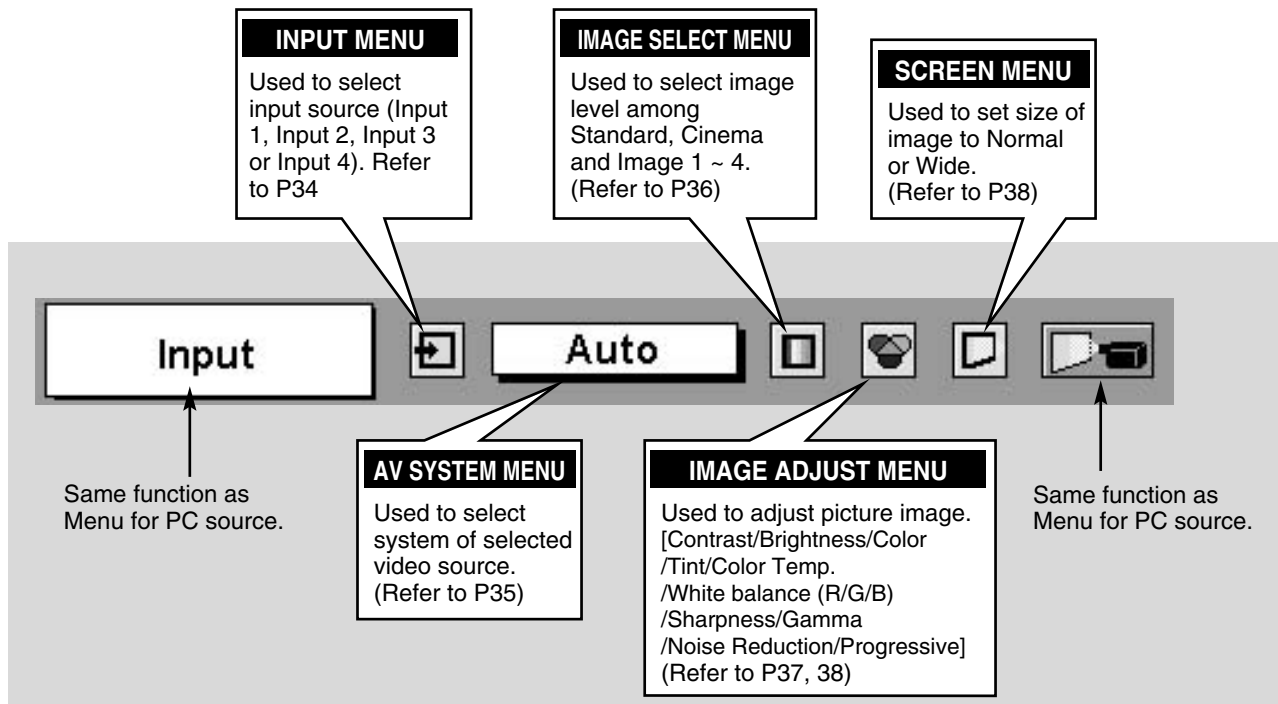 INPUT MENU
Used to select
input source (Input
1, Input 2, Input 3
or Input 4). Refer
to P34
IMAGE SELECT MENU
Used to select image
level among
Standard, Cinema
and Image 1 ~ 4.
(Refer to P36)
SCREEN MENU
Used to set size of
image to Normal
or Wide.
(Refer to P38)
Input
Auto
Same function as
Menu for PC source.
AV SYSTEM MENU
Used to select
system of selected
video source.
(Refer to P35)
IMAGE ADJUST MENU
Used to adjust picture image.
[Contrast/Brightness/Color
/Tint/Color Temp.
/White balance (R/G/B)
/Sharpness/Gamma
/Noise Reduction/Progressive]
(Refer to P37, 38)
Same function as
Menu for PC source.